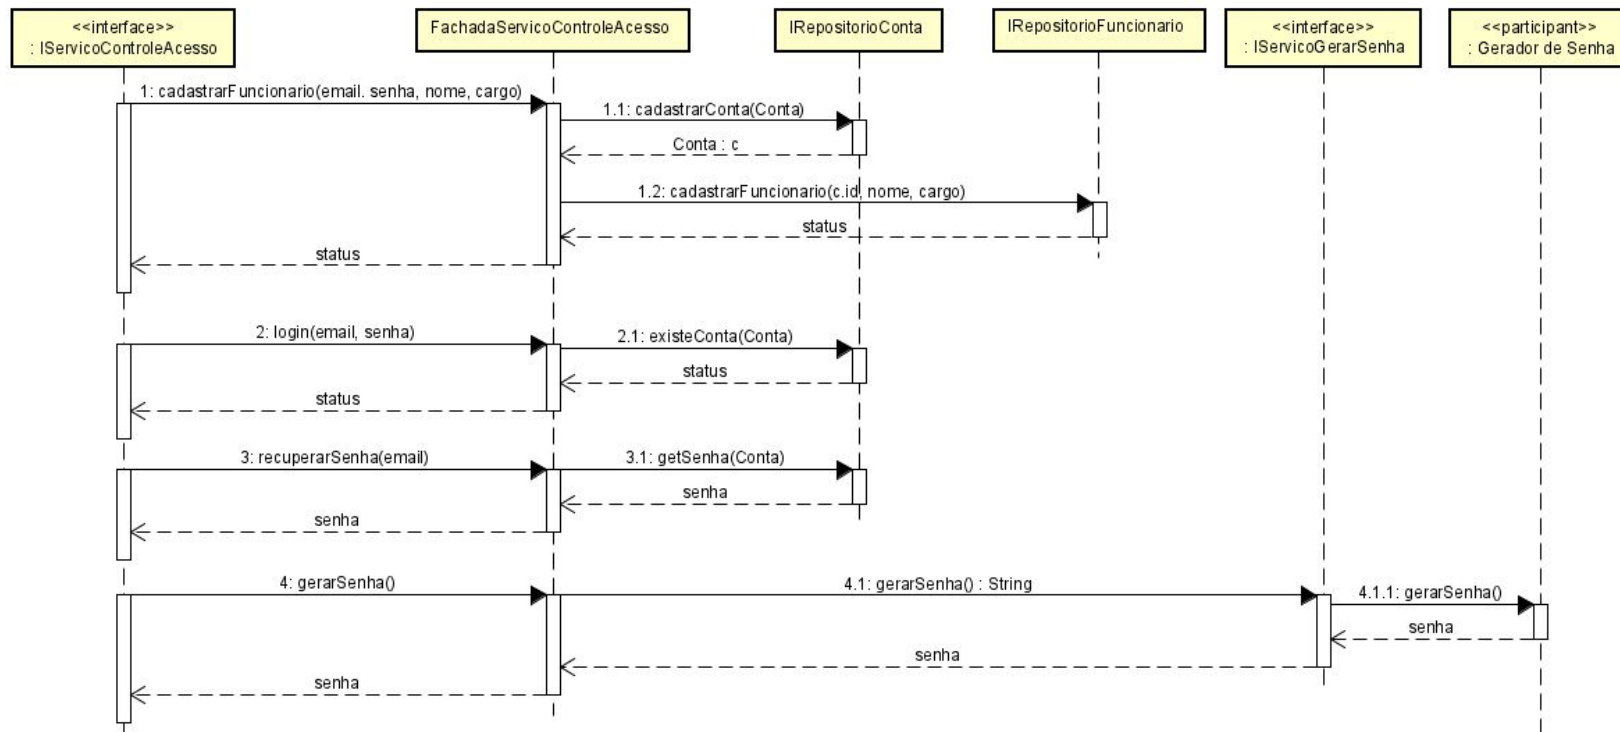 <<interface>>
: IServicoControleAcesso
FachadaServicoControleAcesso
IRepositorioConta
IRepositorioFuncionario
<<interface>>
: IServicoGerarSenha
<<participant>>
: Gerador de Senha
1: cadastrarFuncionario(email. senha, nome, cargo)
1.1: cadastrarConta(Conta)
Conta : c
1.2: cadastrarFuncionario(c.id, nome, cargo)
status
status
2: login(email, senha)
2.1: existeConta(Conta)
status
status
3: recuperarSenha(email)
3.1: getSenha(Conta)
senha
senha
4: gerarSenha()
4.1: gerarSenha() : String
4.1.1: gerarSenha()
senha
senha
senha